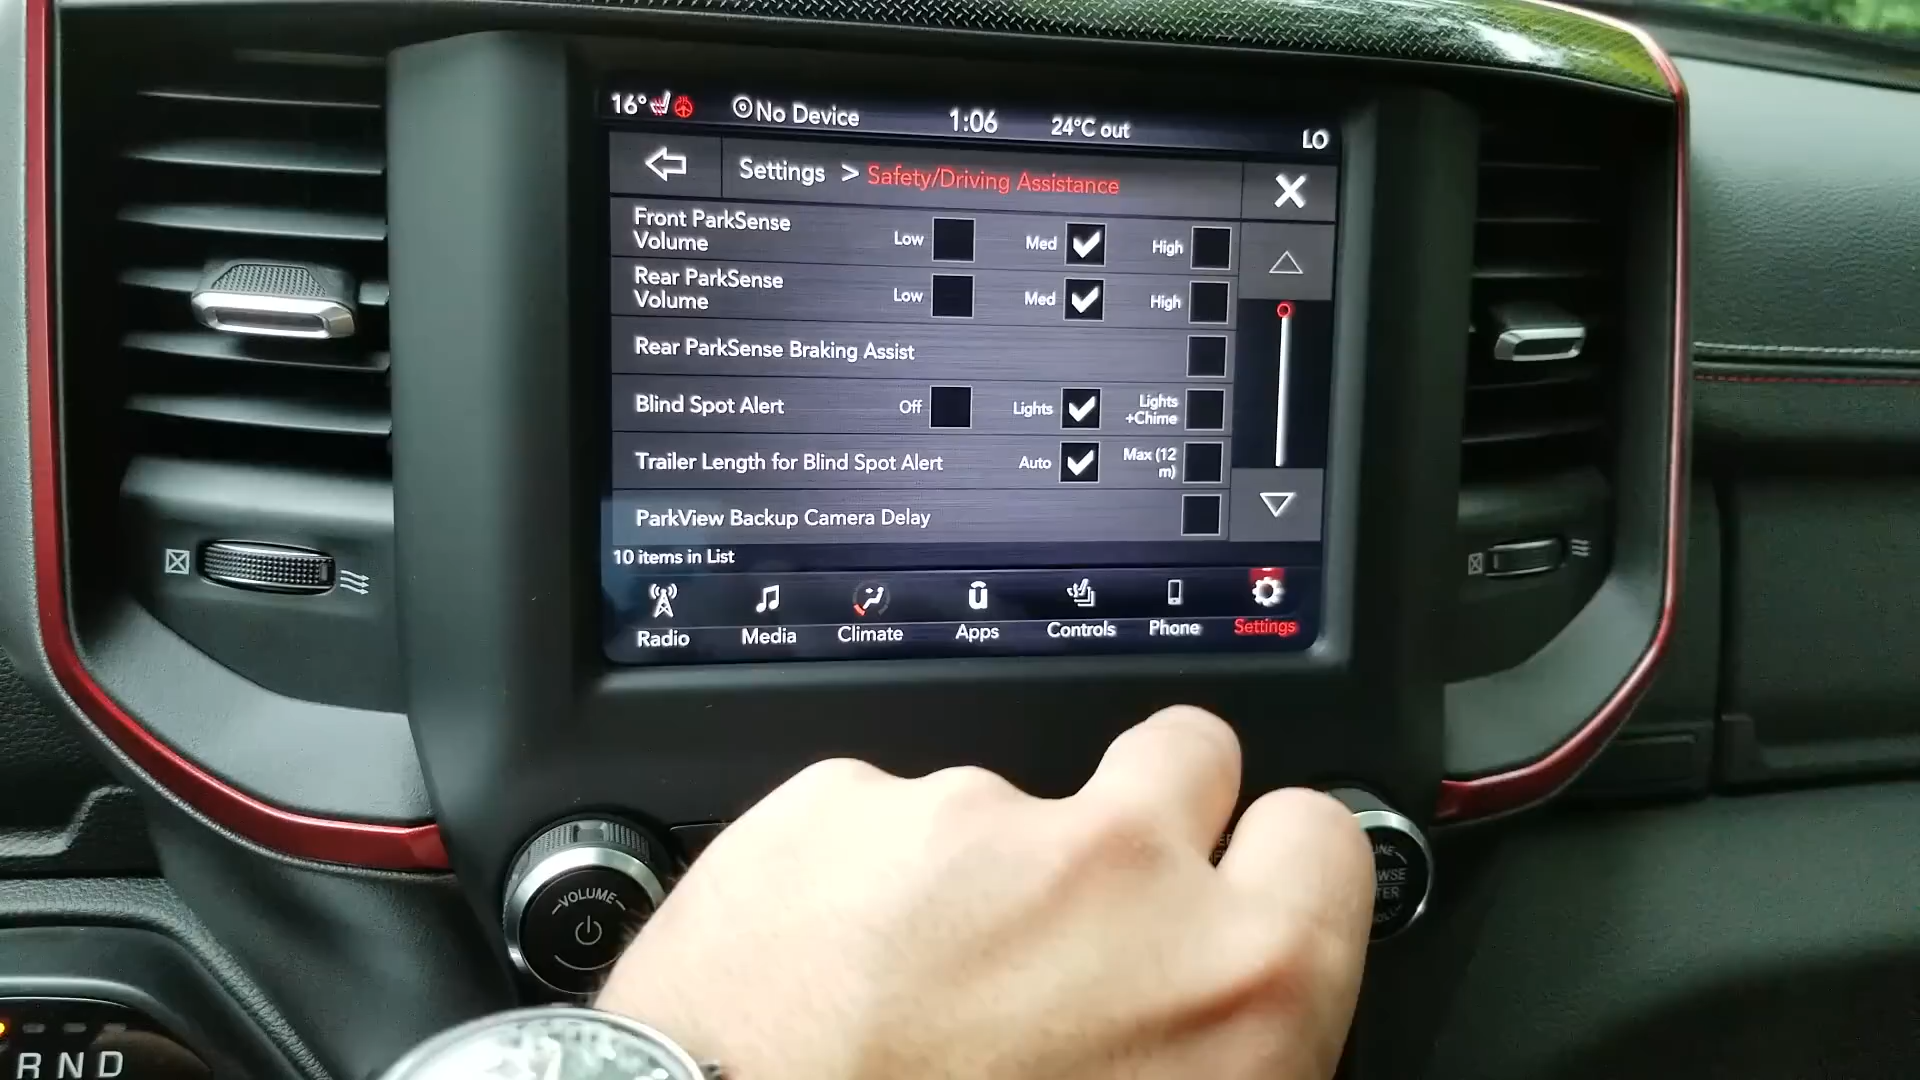 16° No Device 1:06 24°C out LO
Settings > Safety/Driving Assistance X
Front ParkSense
Volume Low Med High
Rear ParkSense
Volume Low Med High
Rear ParkSense Braking Assist
Blind Spot Alert Off Lights Lights
+Chime
Trailer Length for Blind Spot Alert Auto Max (12
m)
ParkView Backup Camera Delay
10 items in List
Radio Media Climate Apps Controls Phone Settings
VOLUME
R N D